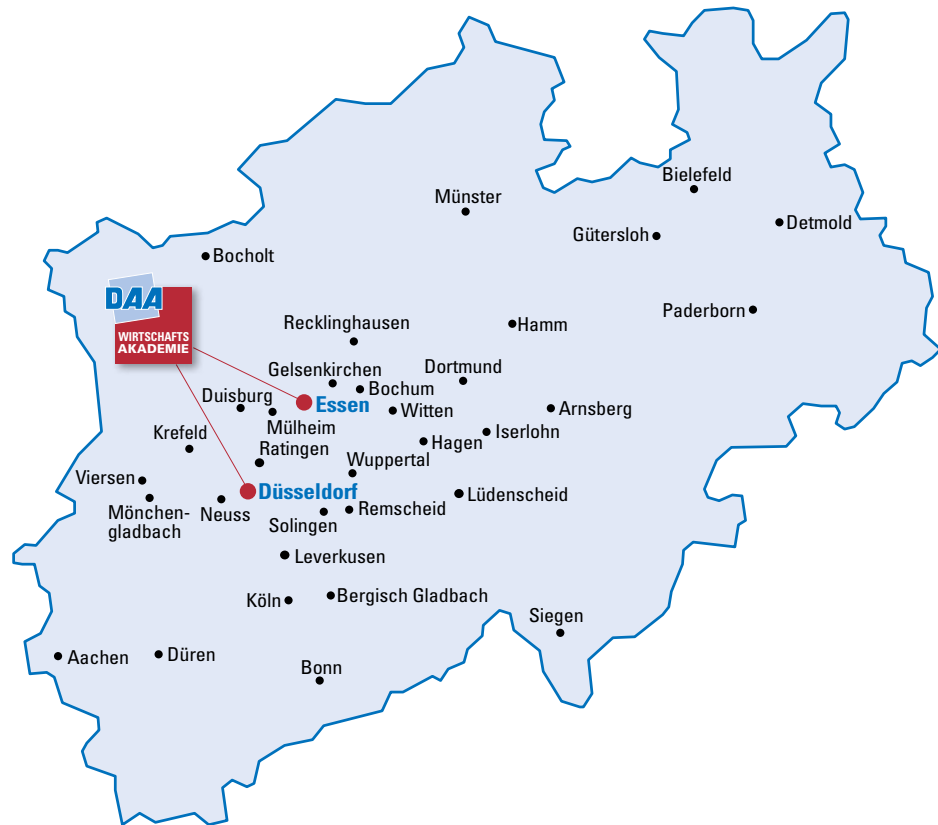 Bielefeld
Münster
Detmold
Gütersloh
Bocholt
DAA
WIRTSCHAFTS
AKADEMIE
Paderborn
Recklinghausen
Hamm
Gelsenkirchen
Dortmund
Bochum
Duisburg
Essen
Witten
Arnsberg
Mülheim
Krefeld
Iserlohn
Hagen
Ratingen
Wuppertal
Viersen
Düsseldorf
Lüdenscheid
Mönchen-
gladbach
Neuss
Remscheid
Solingen
Leverkusen
Köln
Bergisch Gladbach
Siegen
Aachen
Düren
Bonn